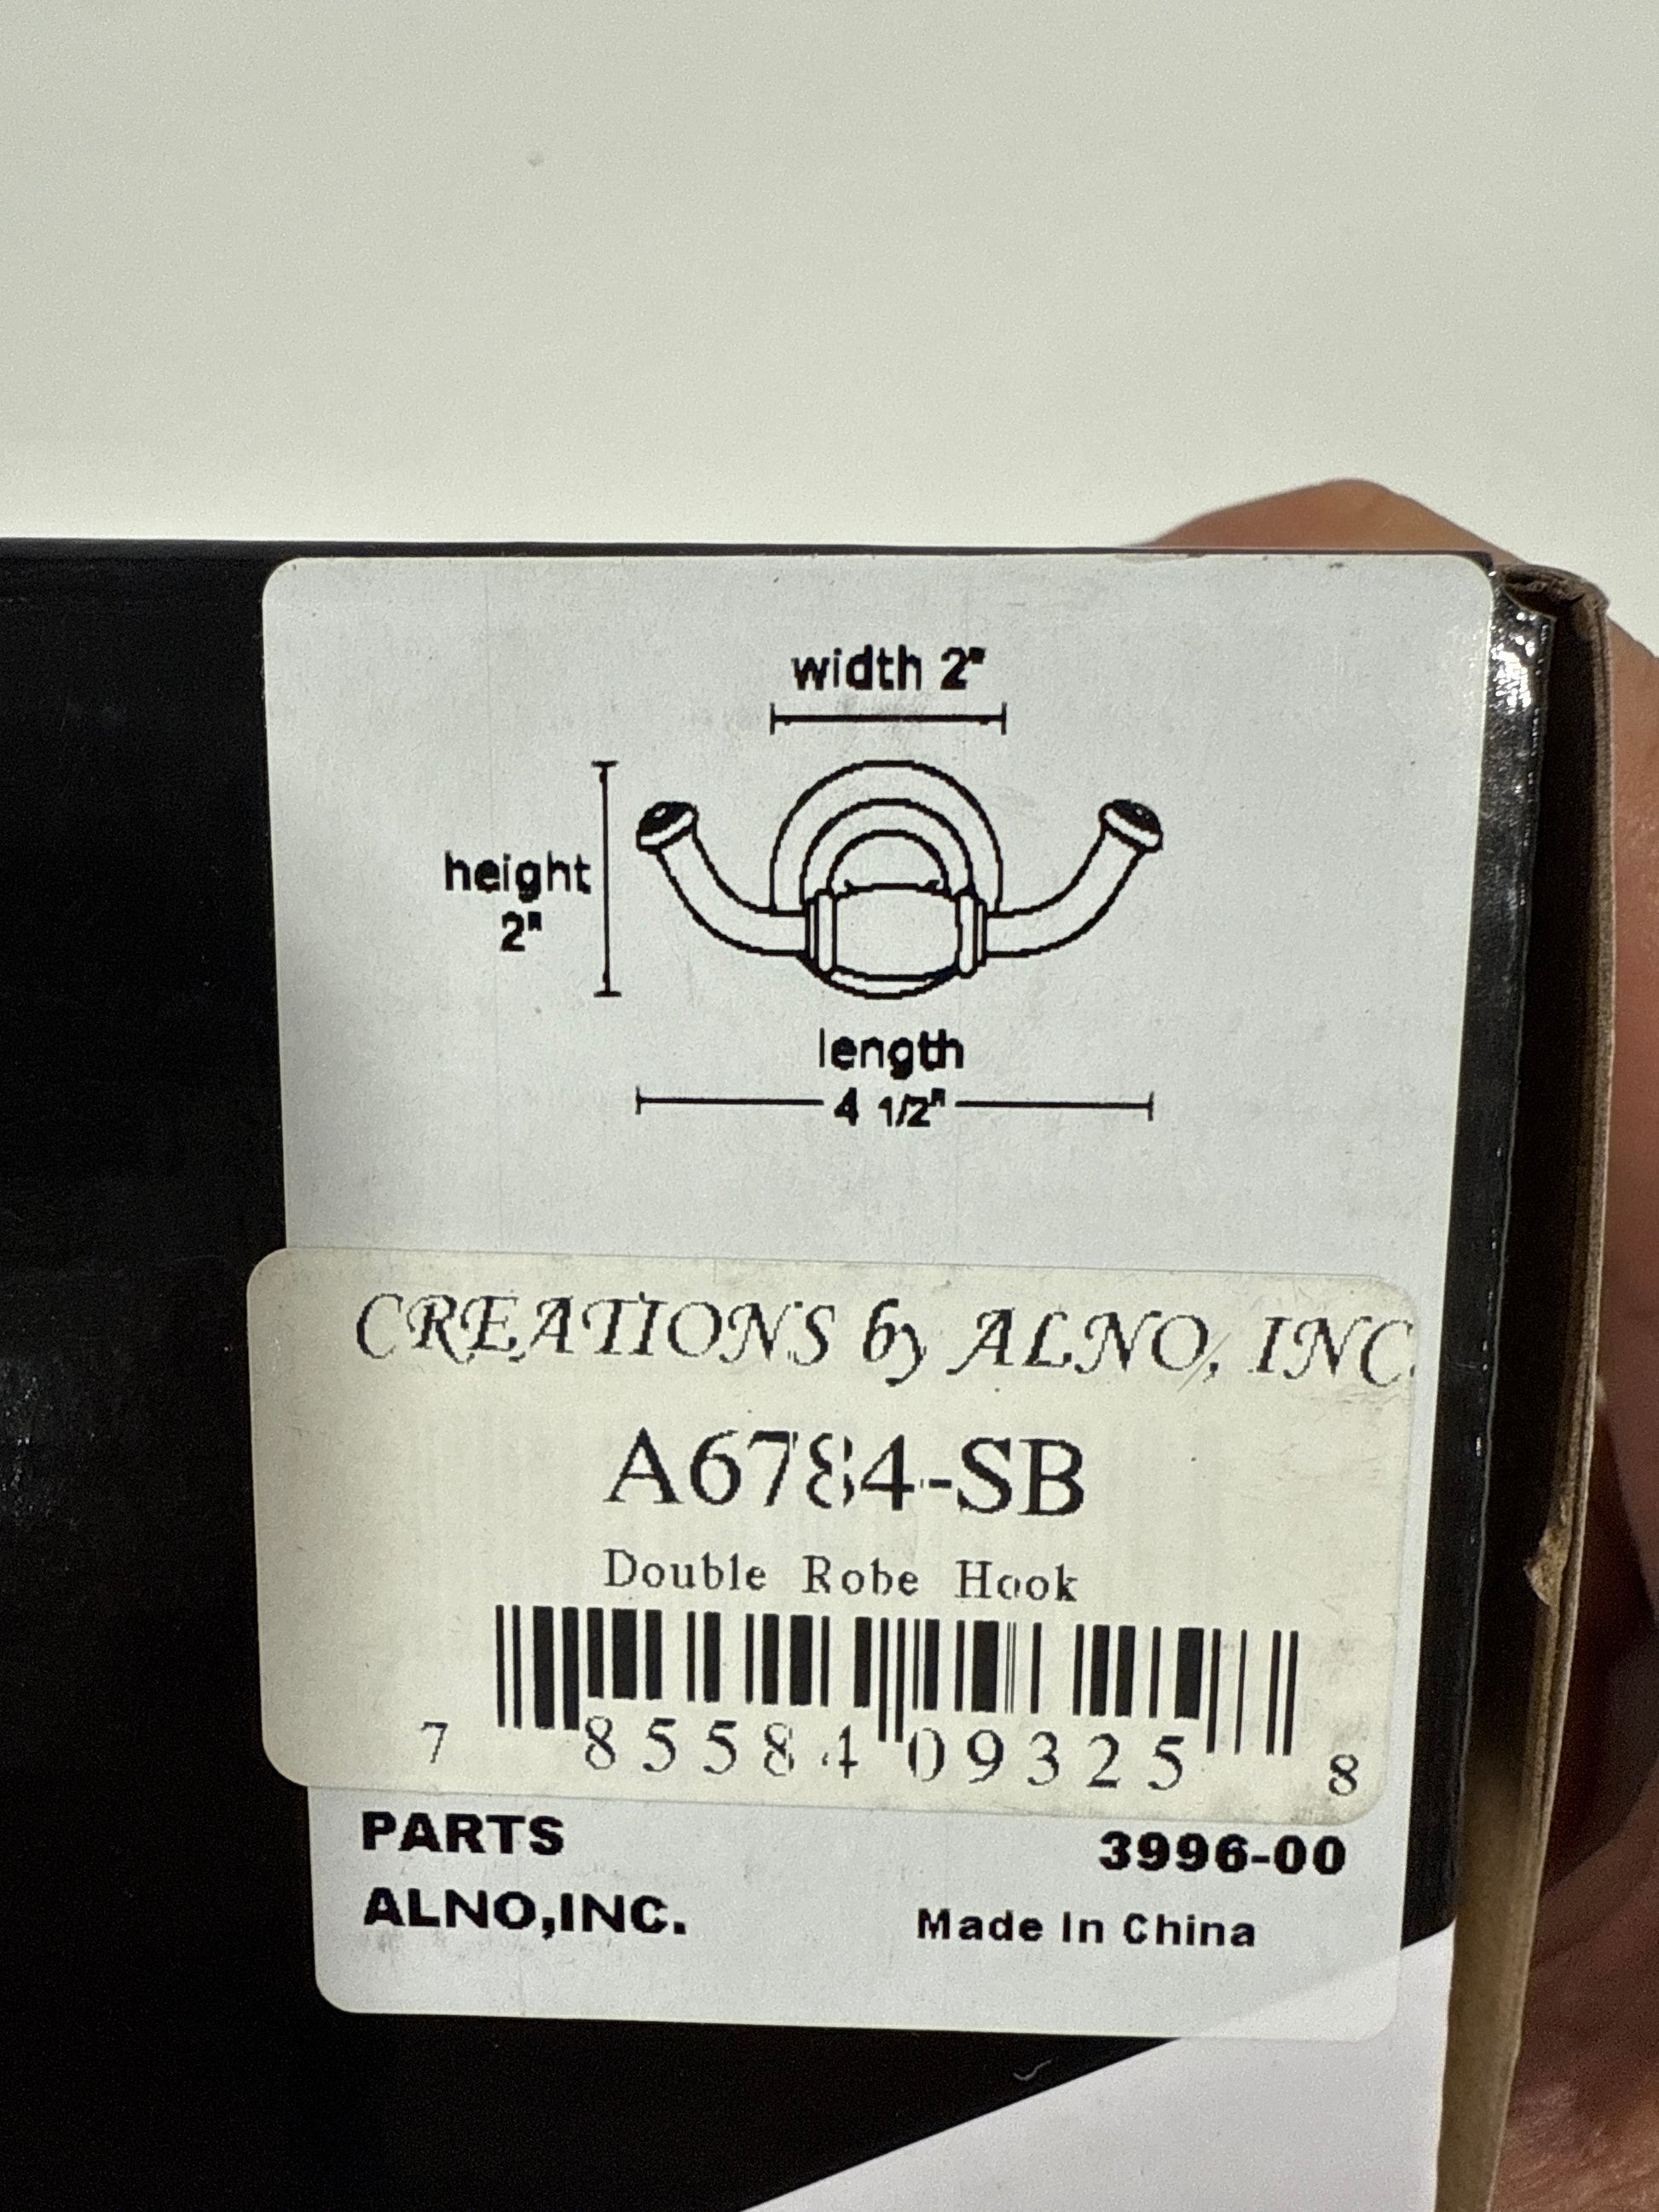 width 2"
height
2"
length
4 1/2"
CREATIONS by ALNO, INC.
A6784-SB
Double Robe Hook
7 85584 09325 8
PARTS 3996-00
ALNO,INC. Made In China